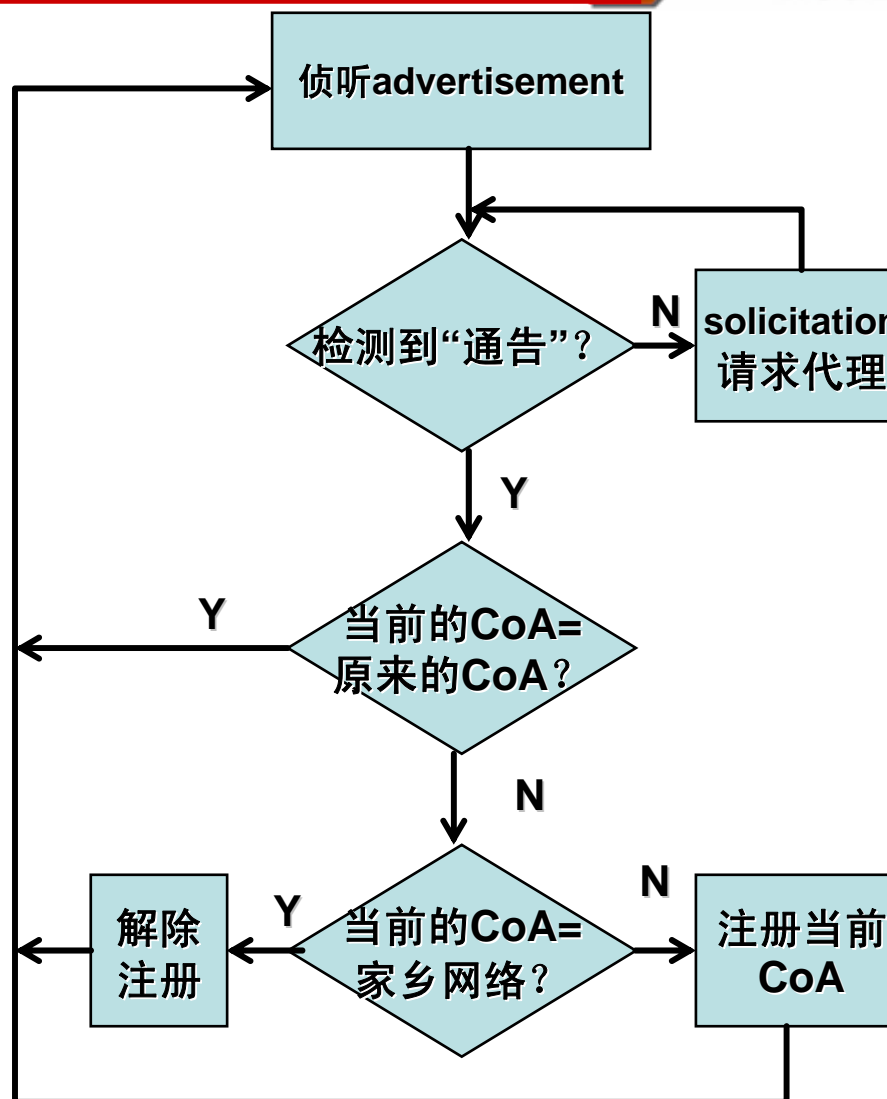 侦听advertisement
检测到“通告”？
N
solicitation
请求代理
Y
当前的CoA=
原来的CoA？
Y
N
当前的CoA=
家乡网络？
Y
解除
注册
N
注册当前
CoA